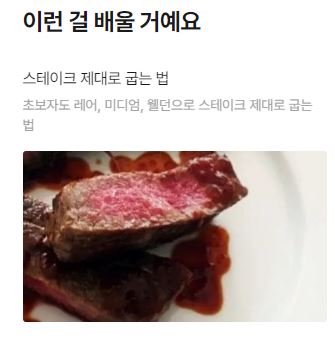 이런 걸 배울 거예요
스테이크 제대로 굽는 법
초보자도 레어, 미디엄, 웰던으로 스테이크 제대로 굽는
법